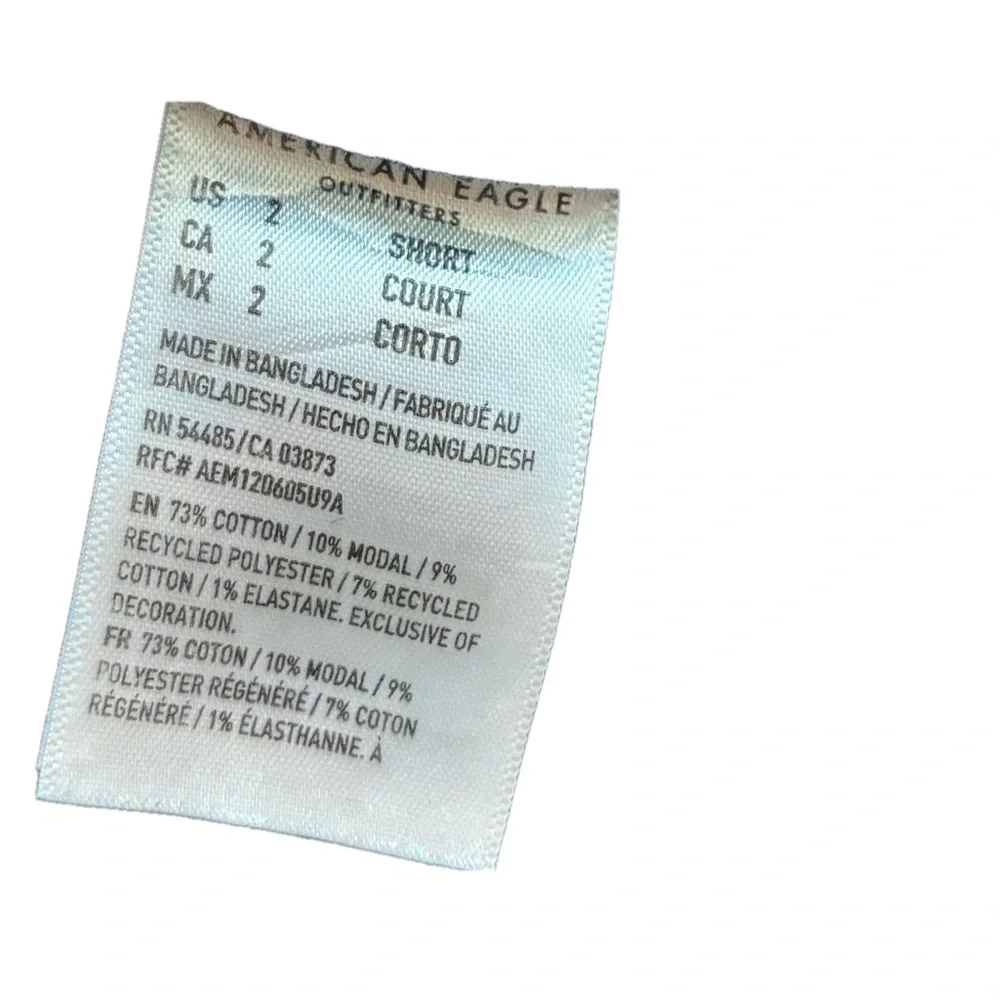 AMERICAN EAGLE
OUTFITTERS
US 2 SHORT
CA 2 COURT
MX 2 CORTO
MADE IN BANGLADESH / FABRIQUÉ AU
BANGLADESH / HECHO EN BANGLADESH
RN 54485 / CA 03873
RFC# AEM120605U9A
EN 73% COTTON / 10% MODAL / 9%
RECYCLED POLYESTER / 7% RECYCLED
COTTON / 1% ELASTANE. EXCLUSIVE OF
DECORATION.
FR 73% COTON / 10% MODAL / 9%
POLYESTER RÉGÉNÉRÉ / 7% COTON
RÉGÉNÉRÉ / 1% ÉLASTHANNE. À